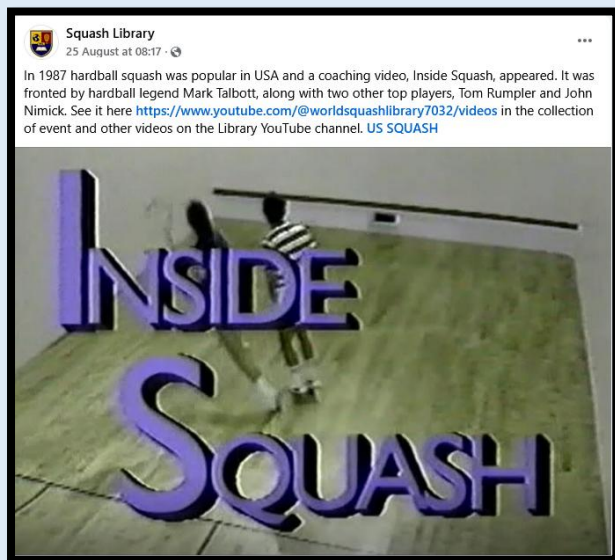 Squash Library
25 August at 08:17 ·
In 1987 hardball squash was popular in USA and a coaching video, Inside Squash, appeared. It was
fronted by hardball legend Mark Talbott, along with two other top players, Tom Rumpler and John
Nimick. See it here https://www.youtube.com/@worldsquashlibrary7032/videos in the collection
of event and other videos on the Library YouTube channel. US SQUASH
INSIDE
SQUASH